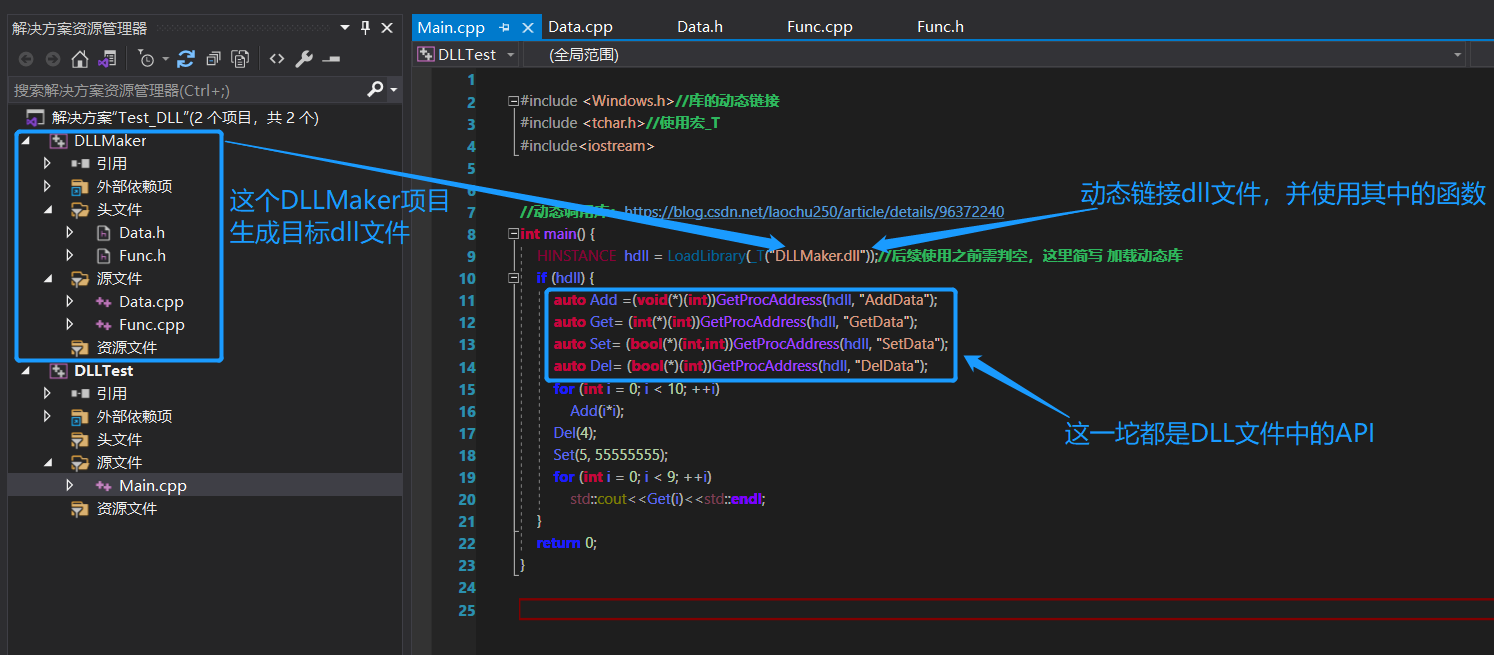 解决方案资源管理器
搜索解决方案资源管理器(Ctrl+;)
解决方案"Test_DLL"(2 个项目，共 2 个)
DLLMaker
引用
外部依赖项
头文件
Data.h
Func.h
源文件
Data.cpp
Func.cpp
资源文件
DLLTest
引用
外部依赖项
头文件
源文件
Main.cpp
资源文件
这个DLLMaker项目
生成目标dll文件
Main.cpp Data.cpp Data.h Func.cpp Func.h
DLLTest (全局范围)
1
2 #include <Windows.h>//库的动态链接
3 #include <tchar.h>//使用宏_T
4 #include<iostream>
5
6
7 //动态调用库：https://blog.csdn.net/laochu250/article/details/96372240
8 int main() {
9 HINSTANCE hdll = LoadLibrary(_T("DLLMaker.dll"));//后续使用之前需判空，这里简写 加载动态库
10 if (hdll) {
11 auto Add =(void(*)(int))GetProcAddress(hdll, "AddData");
12 auto Get= (int(*)(int))GetProcAddress(hdll, "GetData");
13 auto Set= (bool(*)(int,int))GetProcAddress(hdll, "SetData");
14 auto Del= (bool(*)(int))GetProcAddress(hdll, "DelData");
15 for (int i = 0; i < 10; ++i)
16 Add(i*i);
17 Del(4);
18 Set(5, 55555555);
19 for (int i = 0; i < 9; ++i)
20 std::cout<<Get(i)<<std::endl;
21 }
22 return 0;
23 }
24
25
动态链接dll文件，并使用其中的函数
这一坨都是DLL文件中的API